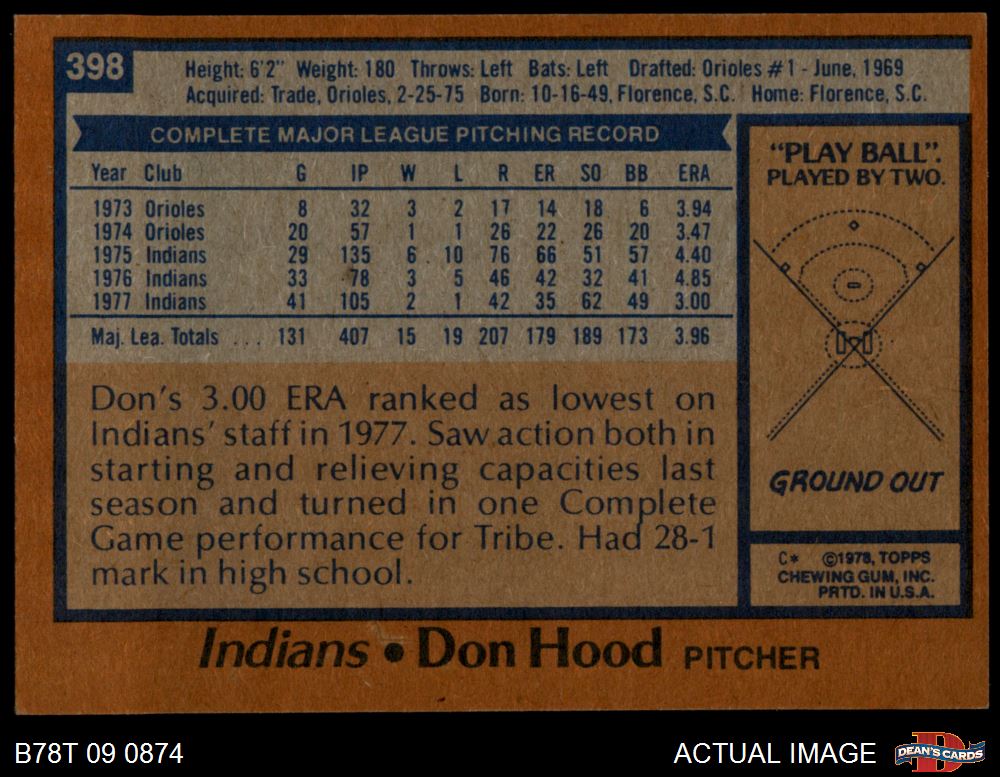 398
Height: 6'2" Weight: 180 Throws: Left Bats: Left Drafted: Orioles #1 - June, 1969
Acquired: Trade, Orioles, 2-25-75 Born: 10-16-49, Florence, S.C. Home: Florence, S.C.
COMPLETE MAJOR LEAGUE PITCHING RECORD
Year Club G IP W L R ER SO BB ERA
1973 Orioles 8 32 3 2 17 14 18 6 3.94
1974 Orioles 20 57 1 1 26 22 26 20 3.47
1975 Indians 29 135 6 10 76 66 51 57 4.40
1976 Indians 33 78 3 5 46 42 32 41 4.85
1977 Indians 41 105 2 1 42 35 62 49 3.00
Maj. Lea. Totals ... 131 407 15 19 207 179 189 173 3.96
Don's 3.00 ERA ranked as lowest on
Indians' staff in 1977. Saw action both in
starting and relieving capacities last
season and turned in one Complete
Game performance for Tribe. Had 28-1
mark in high school.
"PLAY BALL".
PLAYED BY TWO.
GROUND OUT
C* ©1978, TOPPS
CHEWING GUM, INC.
PRTD. IN U.S.A.
Indians • Don Hood PITCHER
B78T 09 0874
ACTUAL IMAGE
D
DEAN'S CARDS